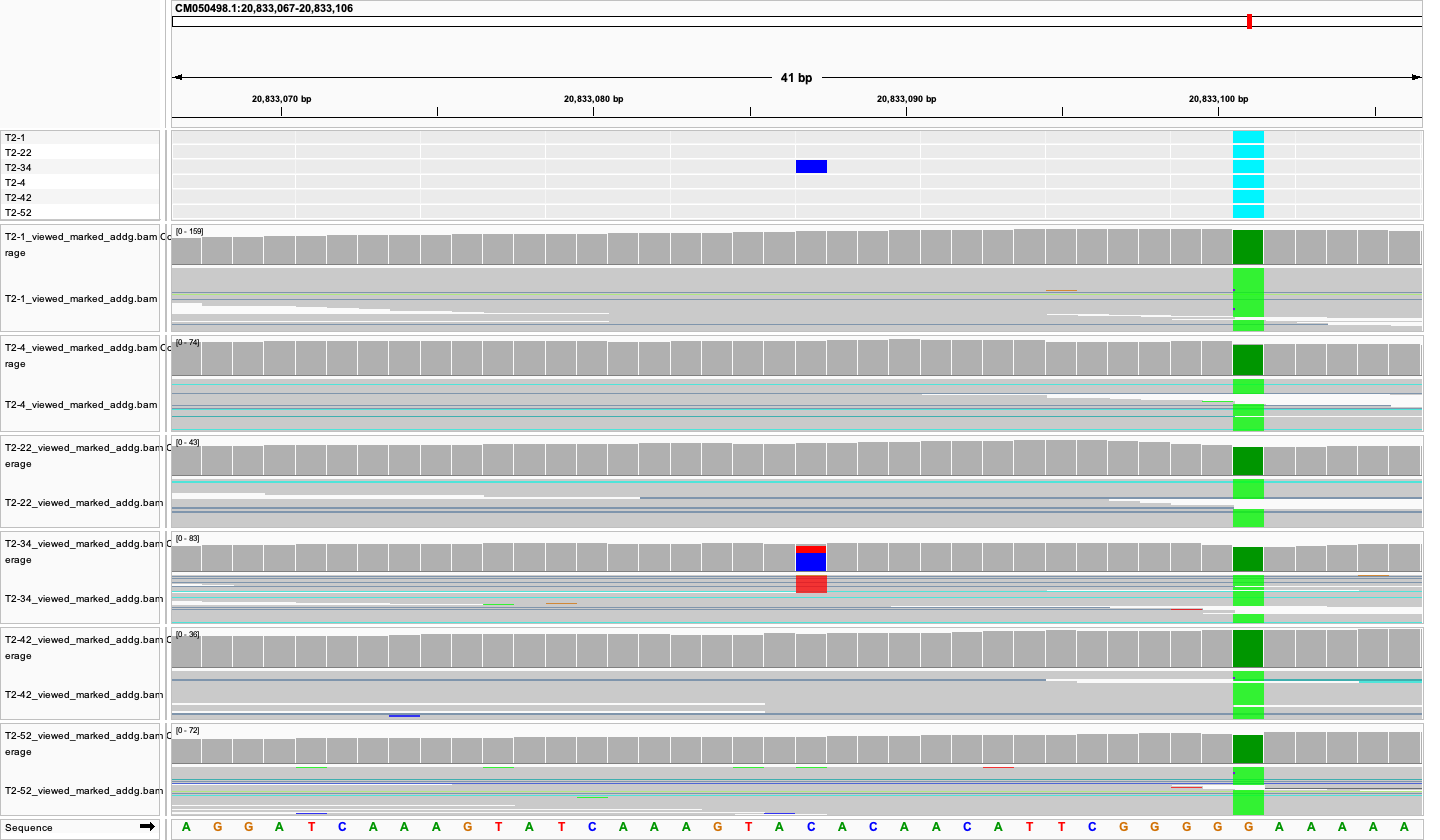 CM050498.1:20,833,067-20,833,106
41 bp
20,833,070 bp 20,833,080 bp 20,833,090 bp 20,833,100 bp
T2-1
T2-22
T2-34
T2-4
T2-42
T2-52
T2-1_viewed_marked_addg.bam Co
rage
[0 - 159]
T2-1_viewed_marked_addg.bam
T2-4_viewed_marked_addg.bam Co
rage
[0 - 74]
T2-4_viewed_marked_addg.bam
T2-22_viewed_marked_addg.bam C
erage
[0 - 43]
T2-22_viewed_marked_addg.bam
T2-34_viewed_marked_addg.bam C
erage
[0 - 83]
T2-34_viewed_marked_addg.bam
T2-42_viewed_marked_addg.bam C
erage
[0 - 36]
T2-42_viewed_marked_addg.bam
T2-52_viewed_marked_addg.bam C
erage
[0 - 72]
T2-52_viewed_marked_addg.bam
Sequence A G G A T C A A A G T A T C A A A G T A C A C A A C A T T C G G G G G A A A A A